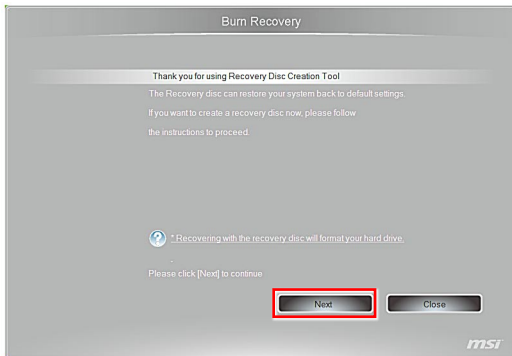 Burn Recovery
Thank you for using Recovery Disc Creation Tool
The Recovery disc can restore your system back to default settings.
If you want to create a recovery disc now, please follow
the instructions to proceed.
* Recovering with the recovery disc will format your hard drive.
.
Please click [Next] to continue
Next
Close
msi